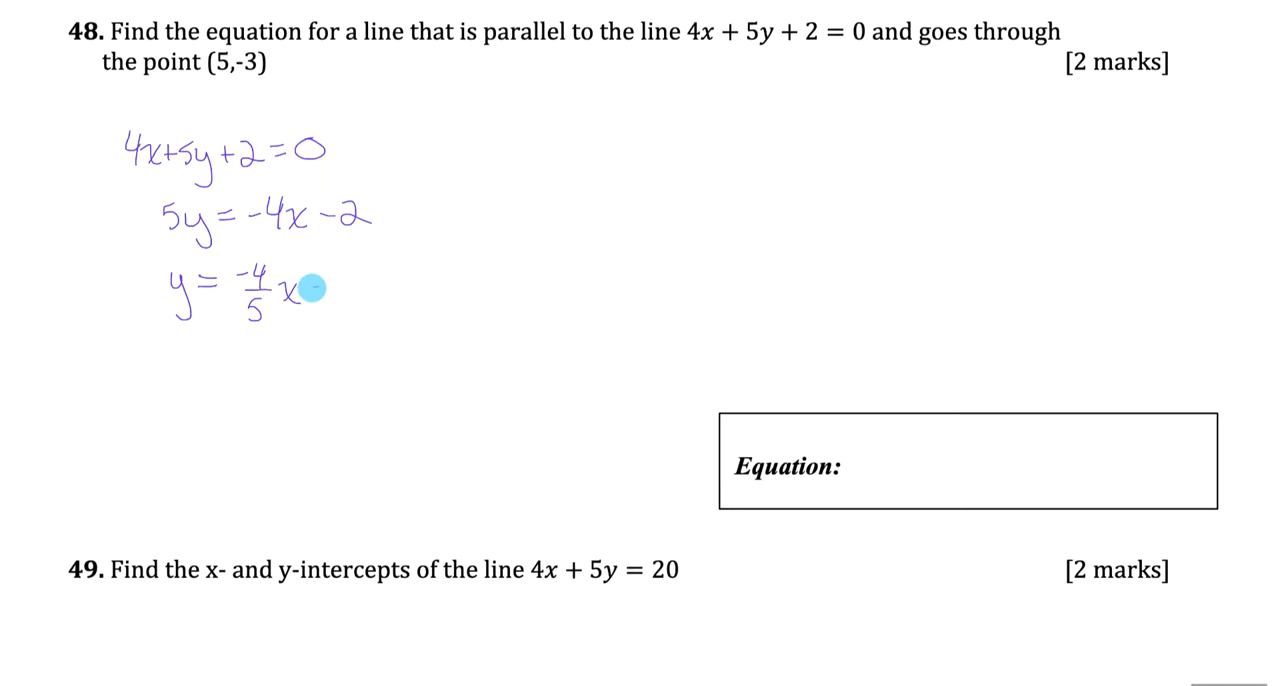 48. Find the equation for a line that is parallel to the line 4x + 5y + 2 = 0 and goes through
the point (5,-3) [2 marks]
4x+5y+2=0
5y=-4x-2
y=-4/5x-
Equation:
49. Find the x- and y-intercepts of the line 4x + 5y = 20 [2 marks]